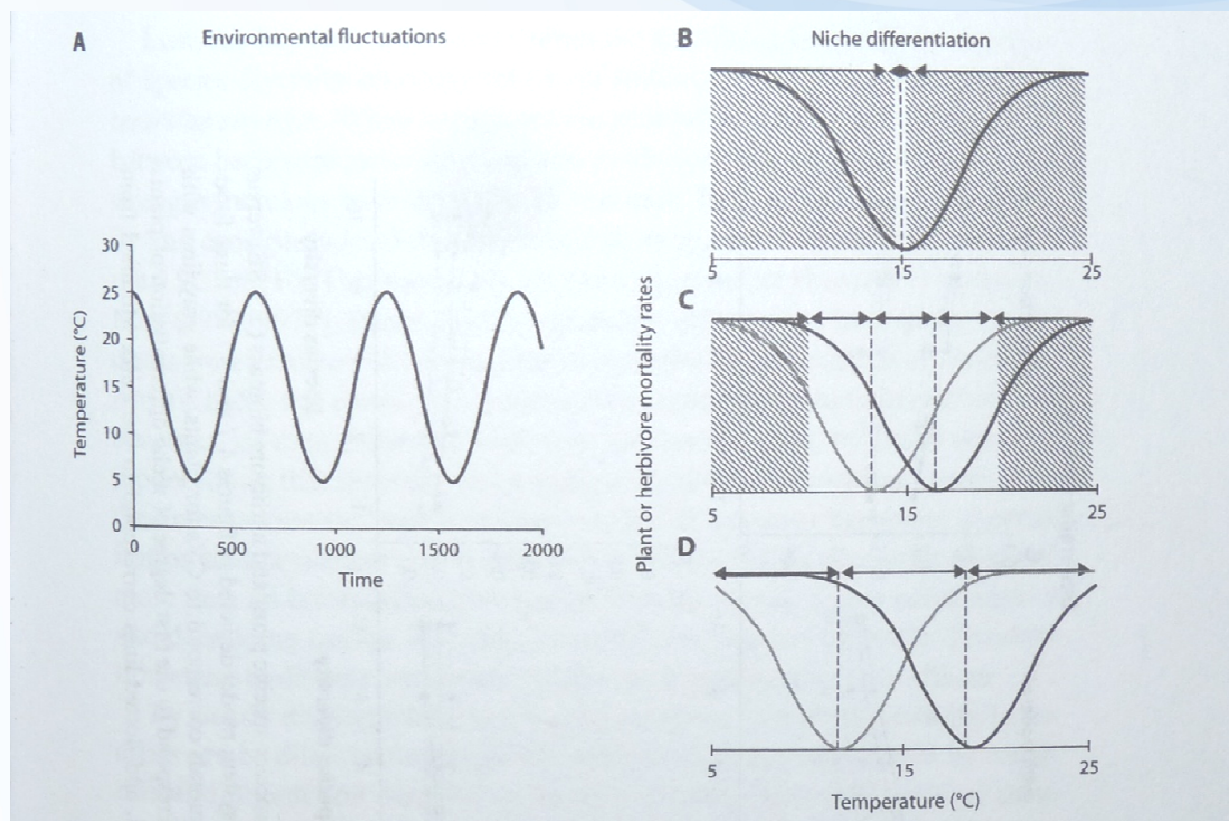 A
Environmental fluctuations
30
25
20
15
10
5
0
Temperature (°C)
0
500
1000
1500
2000
Time
B
Niche differentiation
5
15
25
C
5
15
25
D
5
15
25
Plant or herbivore mortality rates
Temperature (°C)